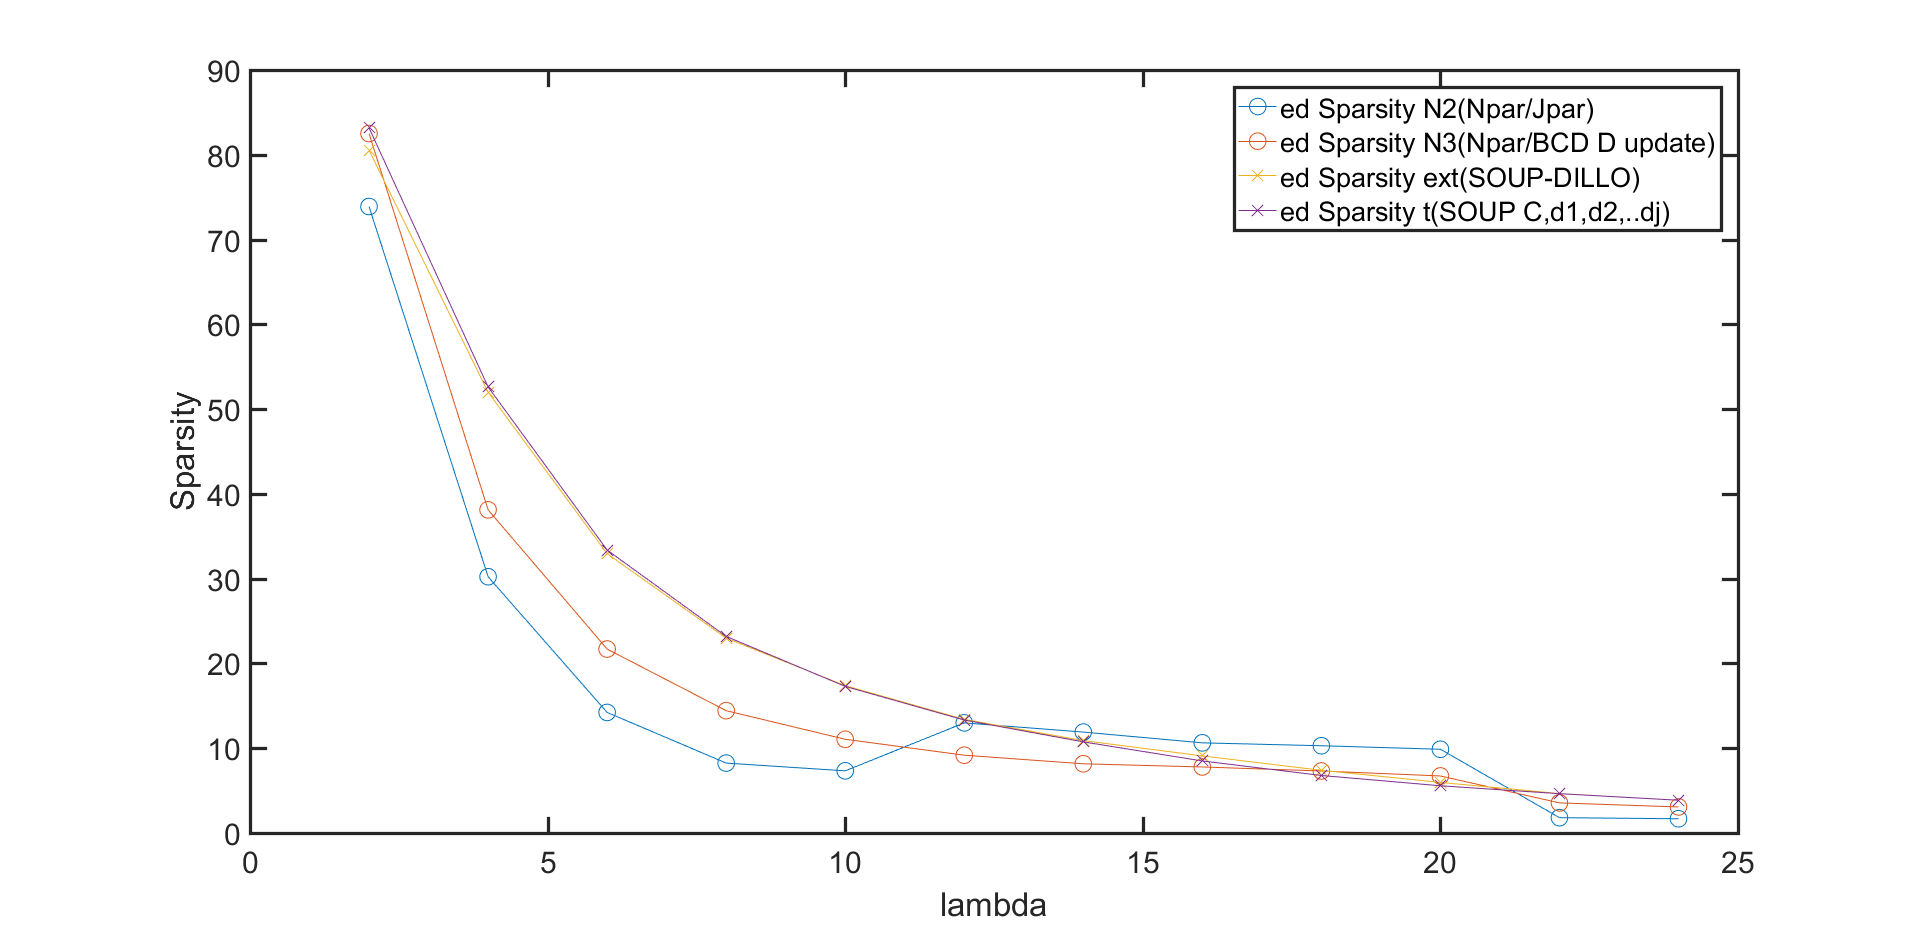 90
80
70
60
50
40
30
20
10
0
Sparsity
0 5 10 15 20 25
lambda
ed Sparsity N2(Npar/Jpar)
ed Sparsity N3(Npar/BCD D update)
ed Sparsity ext(SOUP-DILLO)
ed Sparsity t(SOUP C,d1,d2,..dj)